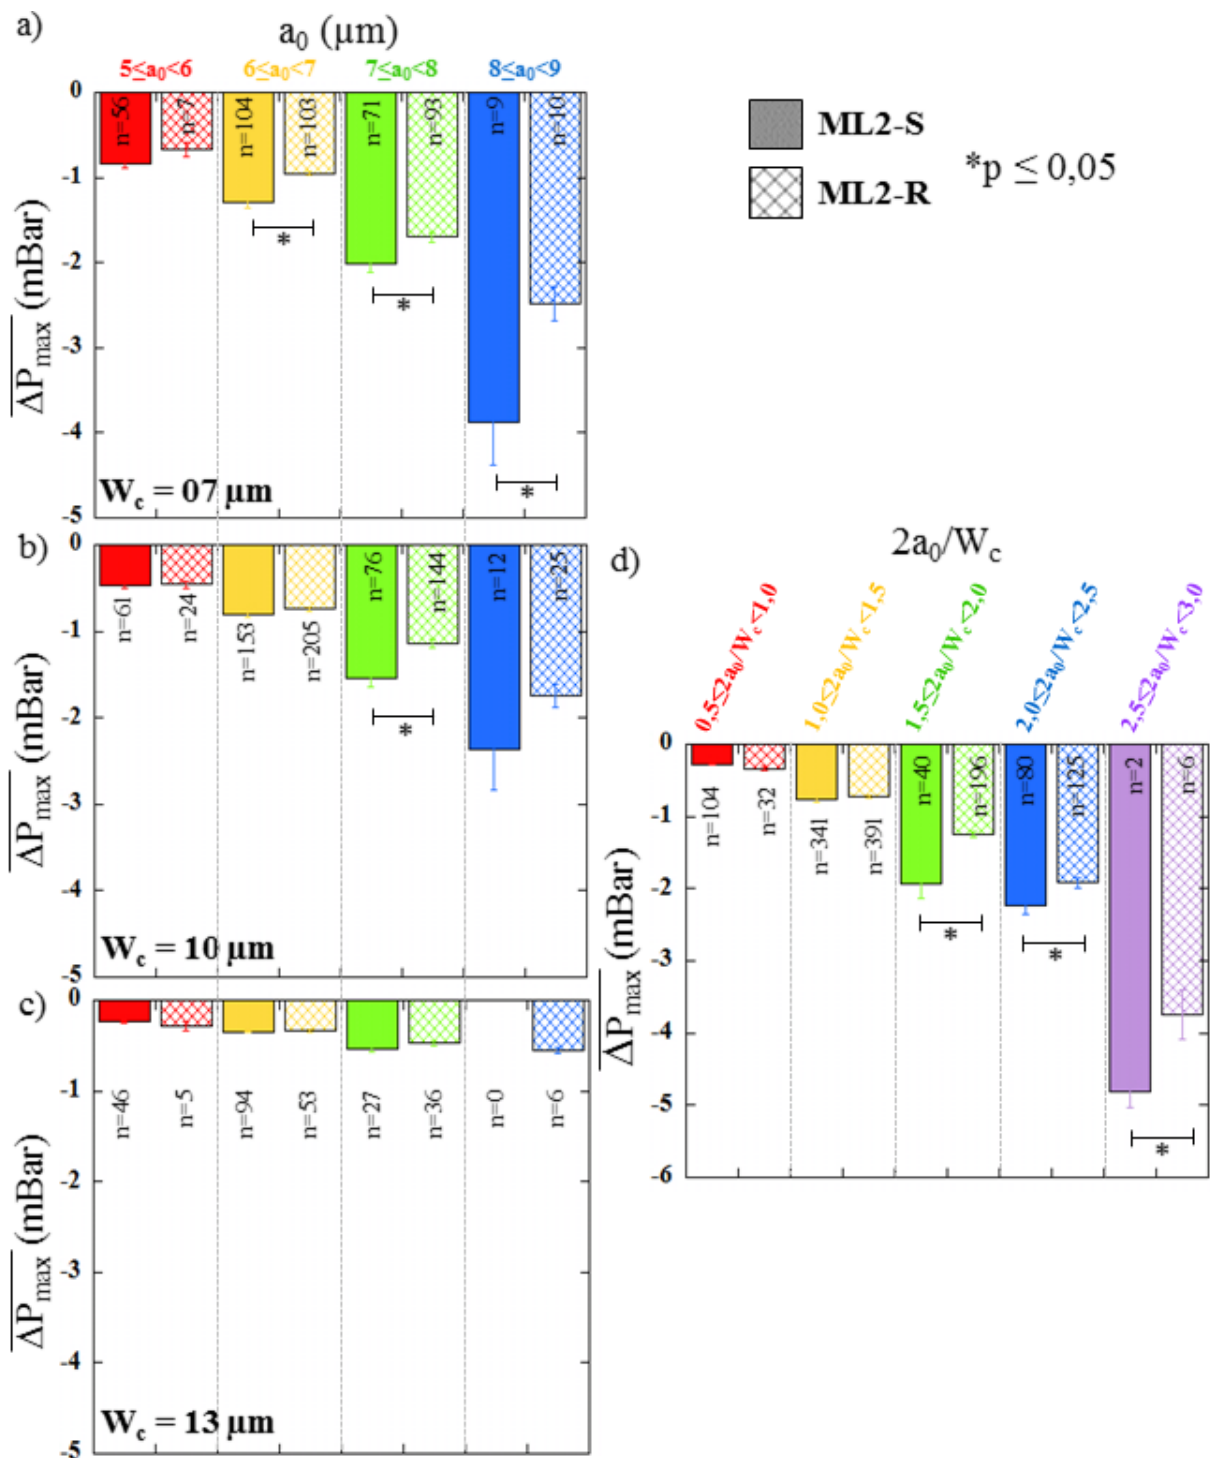 a)
a₀ (µm)
5≤a₀<6 6≤a₀<7 7≤a₀<8 8≤a₀<9
0
-1
-2
-3
-4
-5
ΔPmax (mBar)
n=56 n=7 n=104 n=103 n=71 n=93 n=9 n=10
* * *
Wc = 07 µm
ML2-S
ML2-R
*p ≤ 0,05
b)
0
-1
-2
-3
-4
-5
ΔPmax (mBar)
n=61 n=24 n=153 n=205 n=76 n=144 n=12 n=25
*
Wc = 10 µm
c)
0
-1
-2
-3
-4
-5
ΔPmax (mBar)
n=46 n=5 n=94 n=53 n=27 n=36 n=0 n=6
Wc = 13 µm
d)
2a₀/Wc
0,5≤2a₀/Wc<1,0
1,0≤2a₀/Wc<1,5
1,5≤2a₀/Wc<2,0
2,0≤2a₀/Wc<2,5
2,5≤2a₀/Wc<3,0
0
-1
-2
-3
-4
-5
-6
ΔPmax (mBar)
n=104 n=32 n=341 n=391 n=40 n=196 n=80 n=125 n=2 n=6
* * *